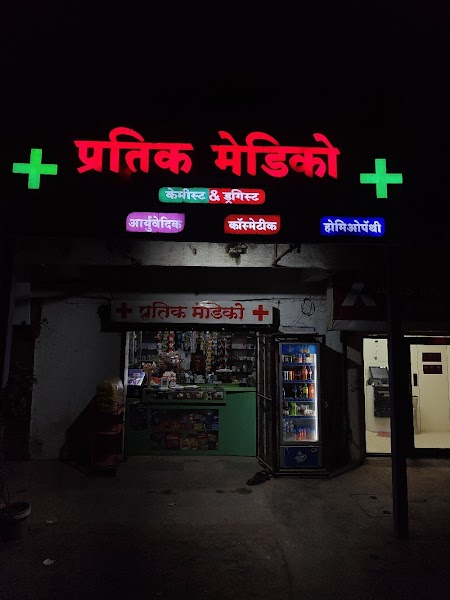 प्रतिक मेडिको
केमीस्ट & ड्रगिस्ट
आर्युवेदिक
कॉस्मेटीक
होमिओपॅथी
प्रतिक मेडिको